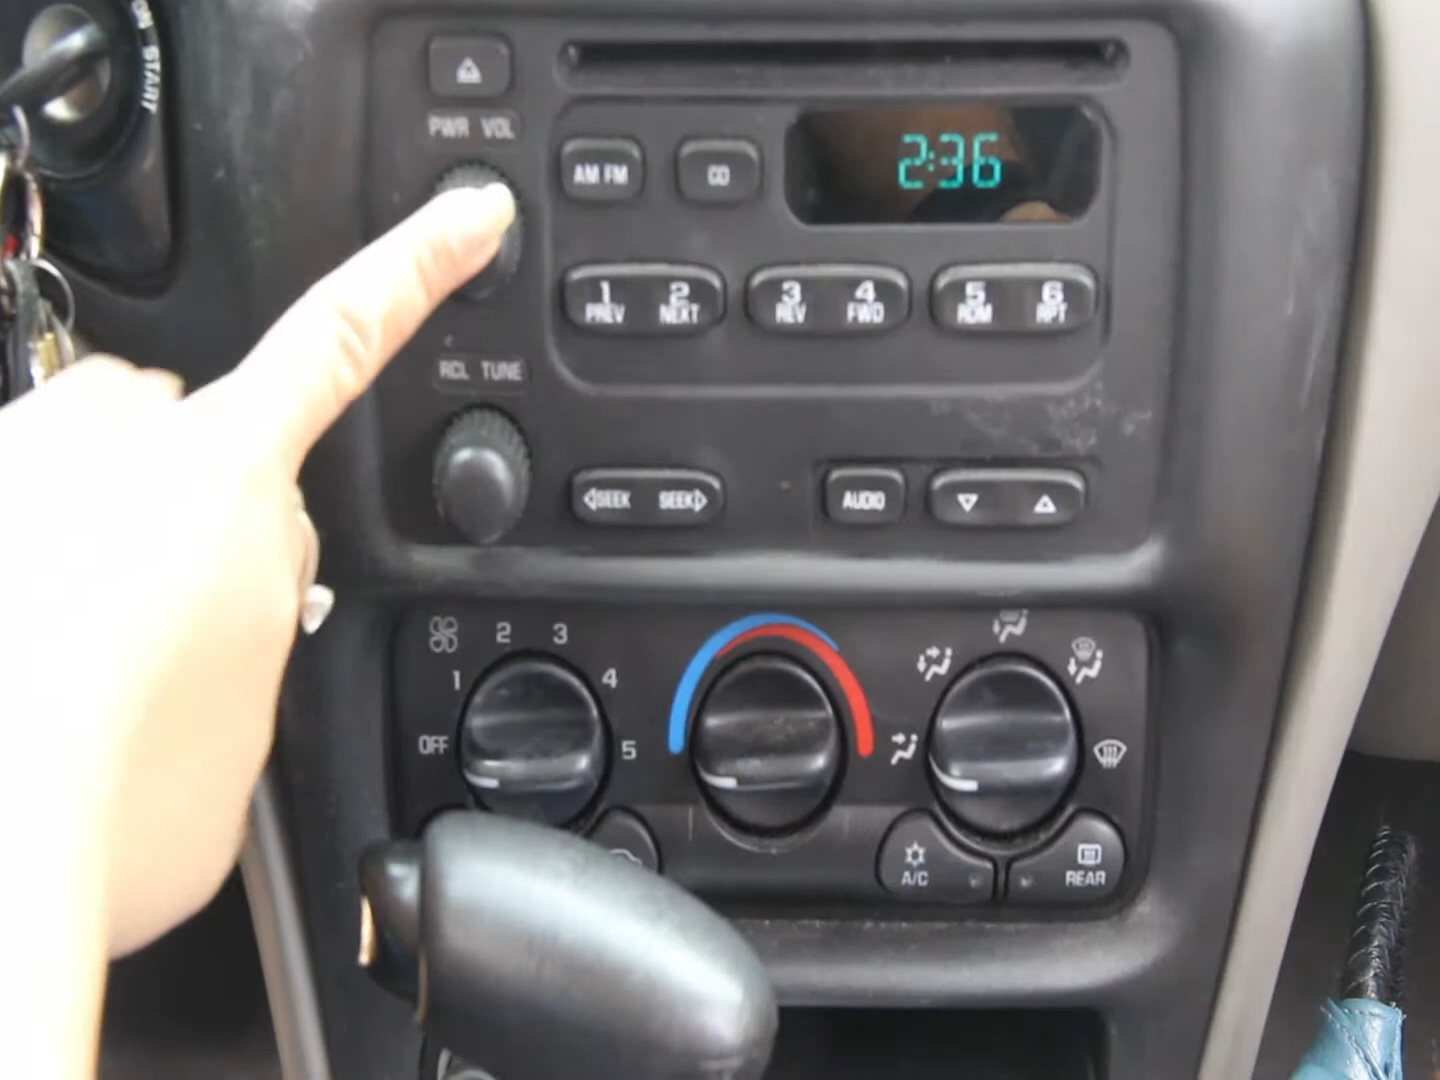 ON START
PWR VOL
AM FM
CD
2:36
1 PREV
2 NEXT
3 REV
4 FWD
5 RDM
6 RPT
RCL TUNE
SEEK SEEK
AUDIO
OFF 1 2 3 4 5
A/C
REAR